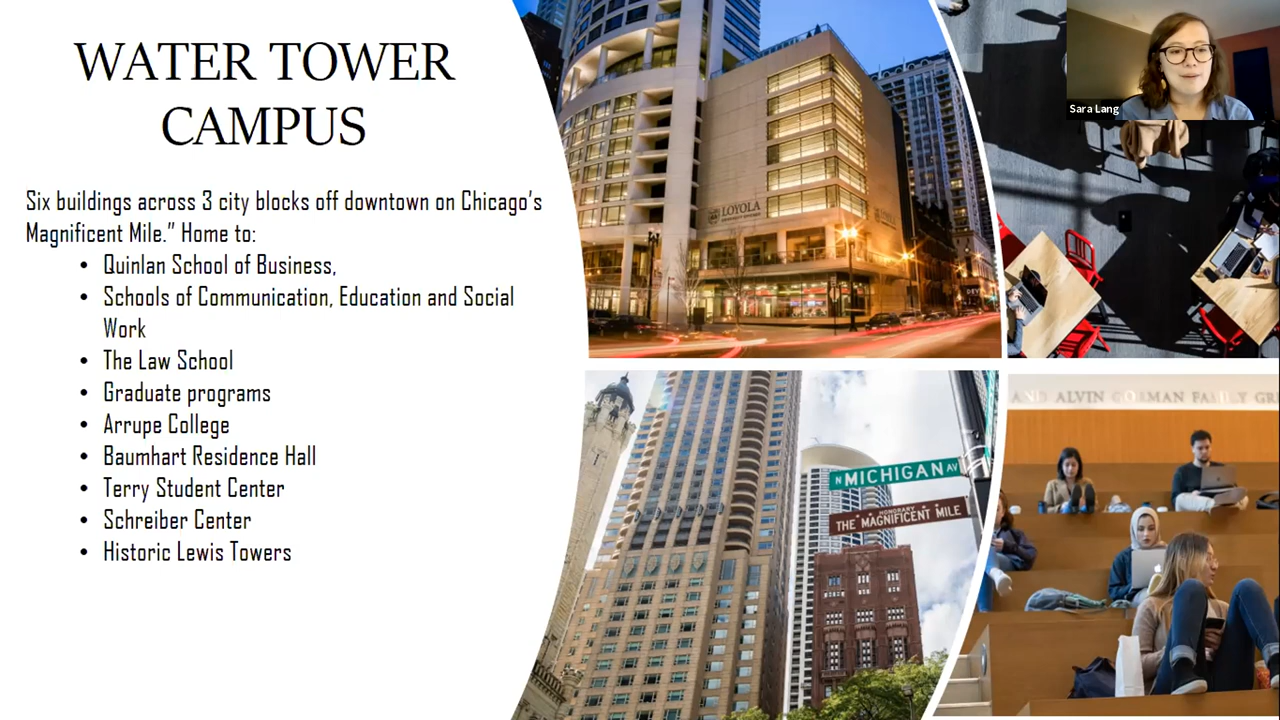 WATER TOWER
CAMPUS
Six buildings across 3 city blocks off downtown on Chicago's
Magnificent Mile.” Home to:
• Quinlan School of Business,
• Schools of Communication, Education and Social
Work
• The Law School
• Graduate programs
• Arrupe College
• Baumhart Residence Hall
• Terry Student Center
• Schreiber Center
• Historic Lewis Towers
LOYOLA
Sara Lang
N MICHIGAN AV
HONORARY
THE MAGNIFICENT MILE
ALVIN GORMAN FAMILY